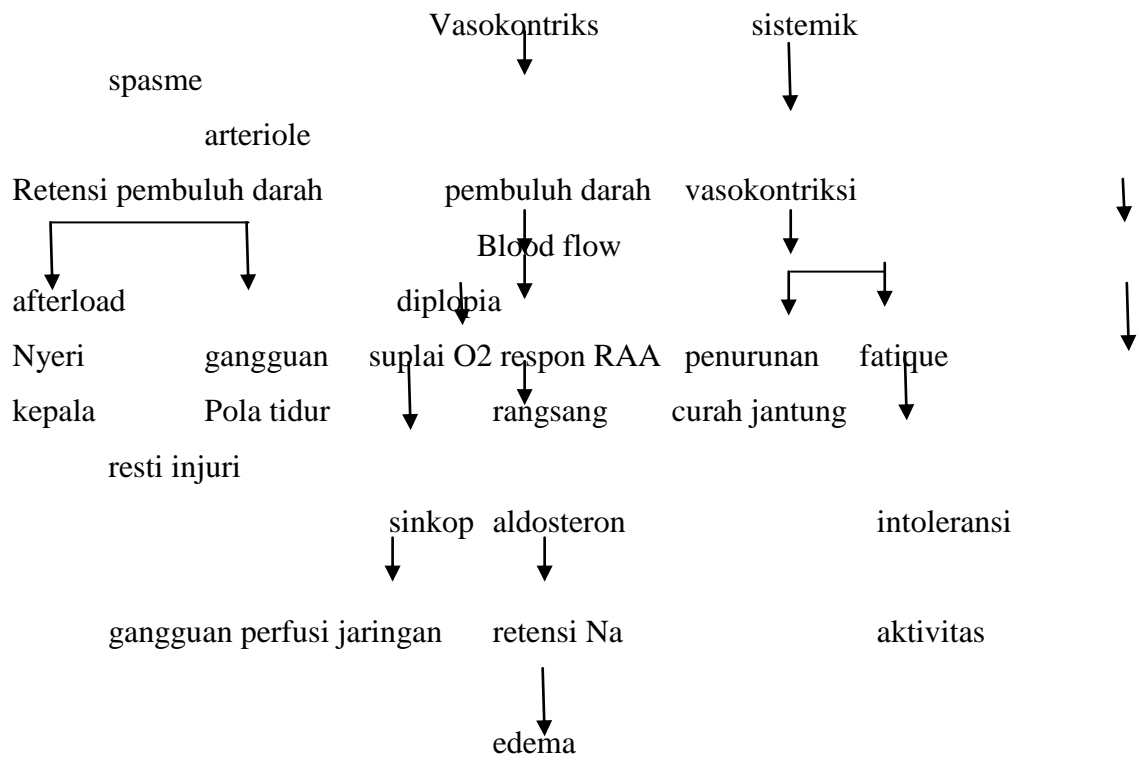 Vasokontriks sistemik
spasme
arteriole
Retensi pembuluh darah pembuluh darah vasokontriksi
Blood flow
afterload diplopia
Nyeri gangguan suplai O2 respon RAA penurunan fatique
kepala Pola tidur rangsang curah jantung
resti injuri
sinkop aldosteron intoleransi
gangguan perfusi jaringan retensi Na aktivitas
edema